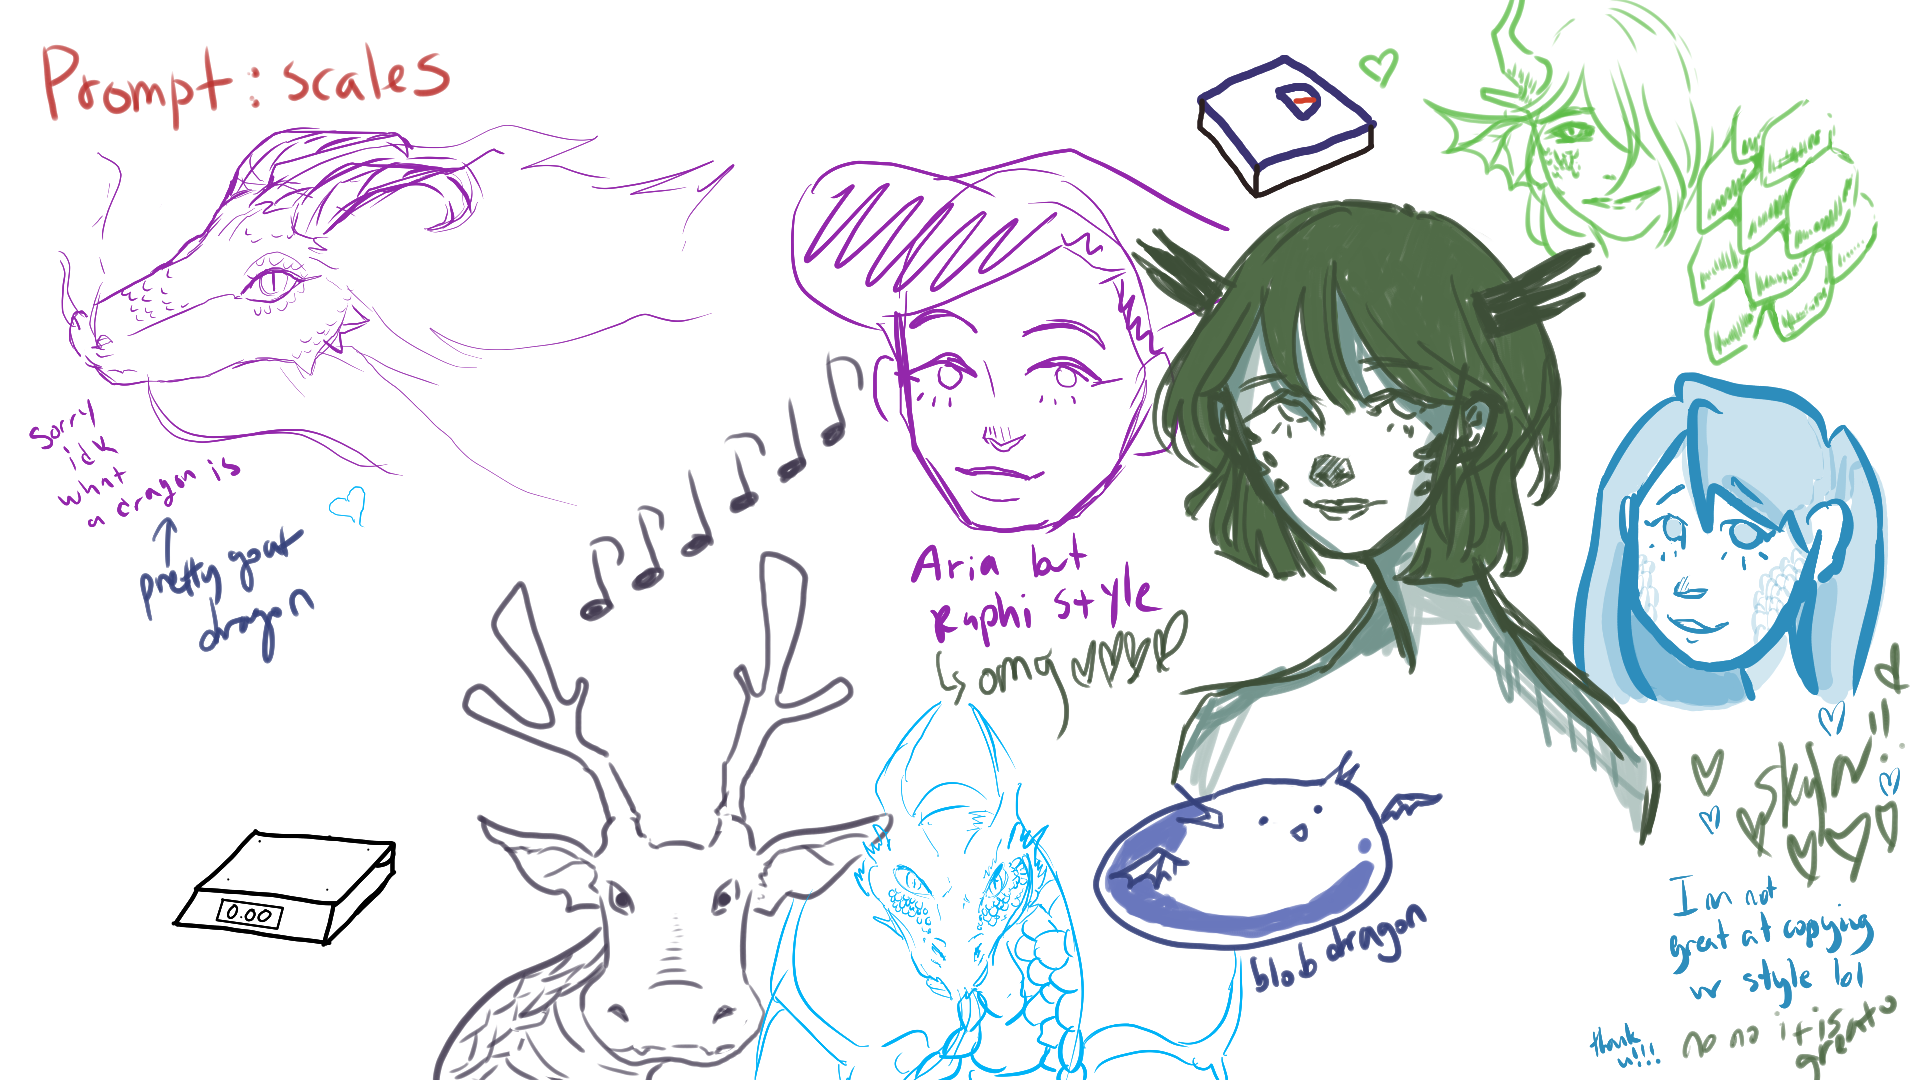 Prompt: scales
sorry
idk
what
a dragon is
pretty goat
dragon
Aria but
Raphi style
omg
0.00
blob dragon
skylar!!
I'm not
great at copying
ur style lol
no no it is
great
thank
u!!!